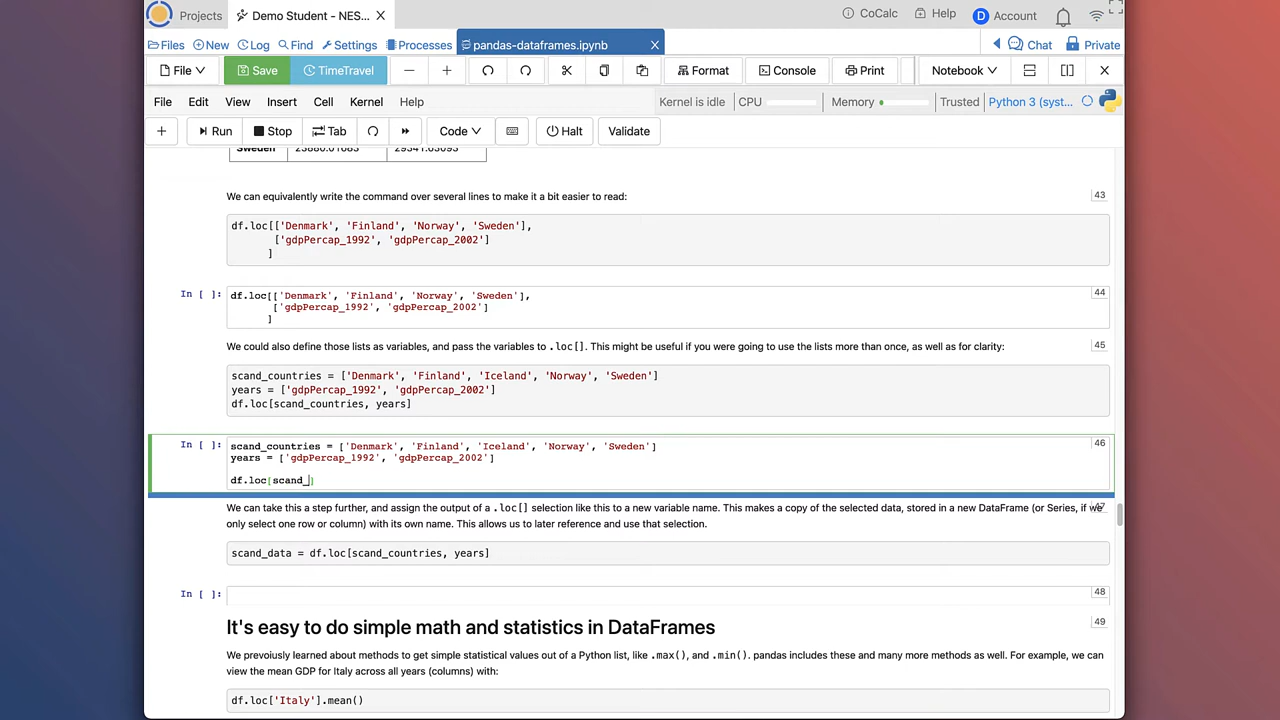 Projects
Demo Student - NES...
CoCalc
Help
D Account
Files
New
Log
Find
Settings
Processes
pandas-dataframes.ipynb
Chat
Private
File
Save
TimeTravel
Format
Console
Print
Notebook
File Edit View Insert Cell Kernel Help
Kernel is idle
CPU
Memory
Trusted
Python 3 (syst...
Run
Stop
Tab
Code
Halt
Validate
Sweden 23880.01683 29341.63093
We can equivalently write the command over several lines to make it a bit easier to read:
43
df.loc[['Denmark', 'Finland', 'Norway', 'Sweden'],
['gdpPercap_1992', 'gdpPercap_2002']
]
In [ ]:
df.loc[['Denmark', 'Finland', 'Norway', 'Sweden'],
44
['gdpPercap_1992', 'gdpPercap_2002']
]
We could also define those lists as variables, and pass the variables to .loc[]. This might be useful if you were going to use the lists more than once, as well as for clarity:
45
scand_countries = ['Denmark', 'Finland', 'Iceland', 'Norway', 'Sweden']
years = ['gdpPercap_1992', 'gdpPercap_2002']
df.loc[scand_countries, years]
In [ ]:
scand_countries = ['Denmark', 'Finland', 'Iceland', 'Norway', 'Sweden']
46
years = ['gdpPercap_1992', 'gdpPercap_2002']
df.loc[scand_]
We can take this a step further, and assign the output of a .loc[] selection like this to a new variable name. This makes a copy of the selected data, stored in a new DataFrame (or Series, if we
47
only select one row or column) with its own name. This allows us to later reference and use that selection.
scand_data = df.loc[scand_countries, years]
In [ ]:
48
It's easy to do simple math and statistics in DataFrames
49
We prevoiusly learned about methods to get simple statistical values out of a Python list, like .max(), and .min(). pandas includes these and many more methods as well. For example, we can
view the mean GDP for Italy across all years (columns) with:
df.loc['Italy'].mean()